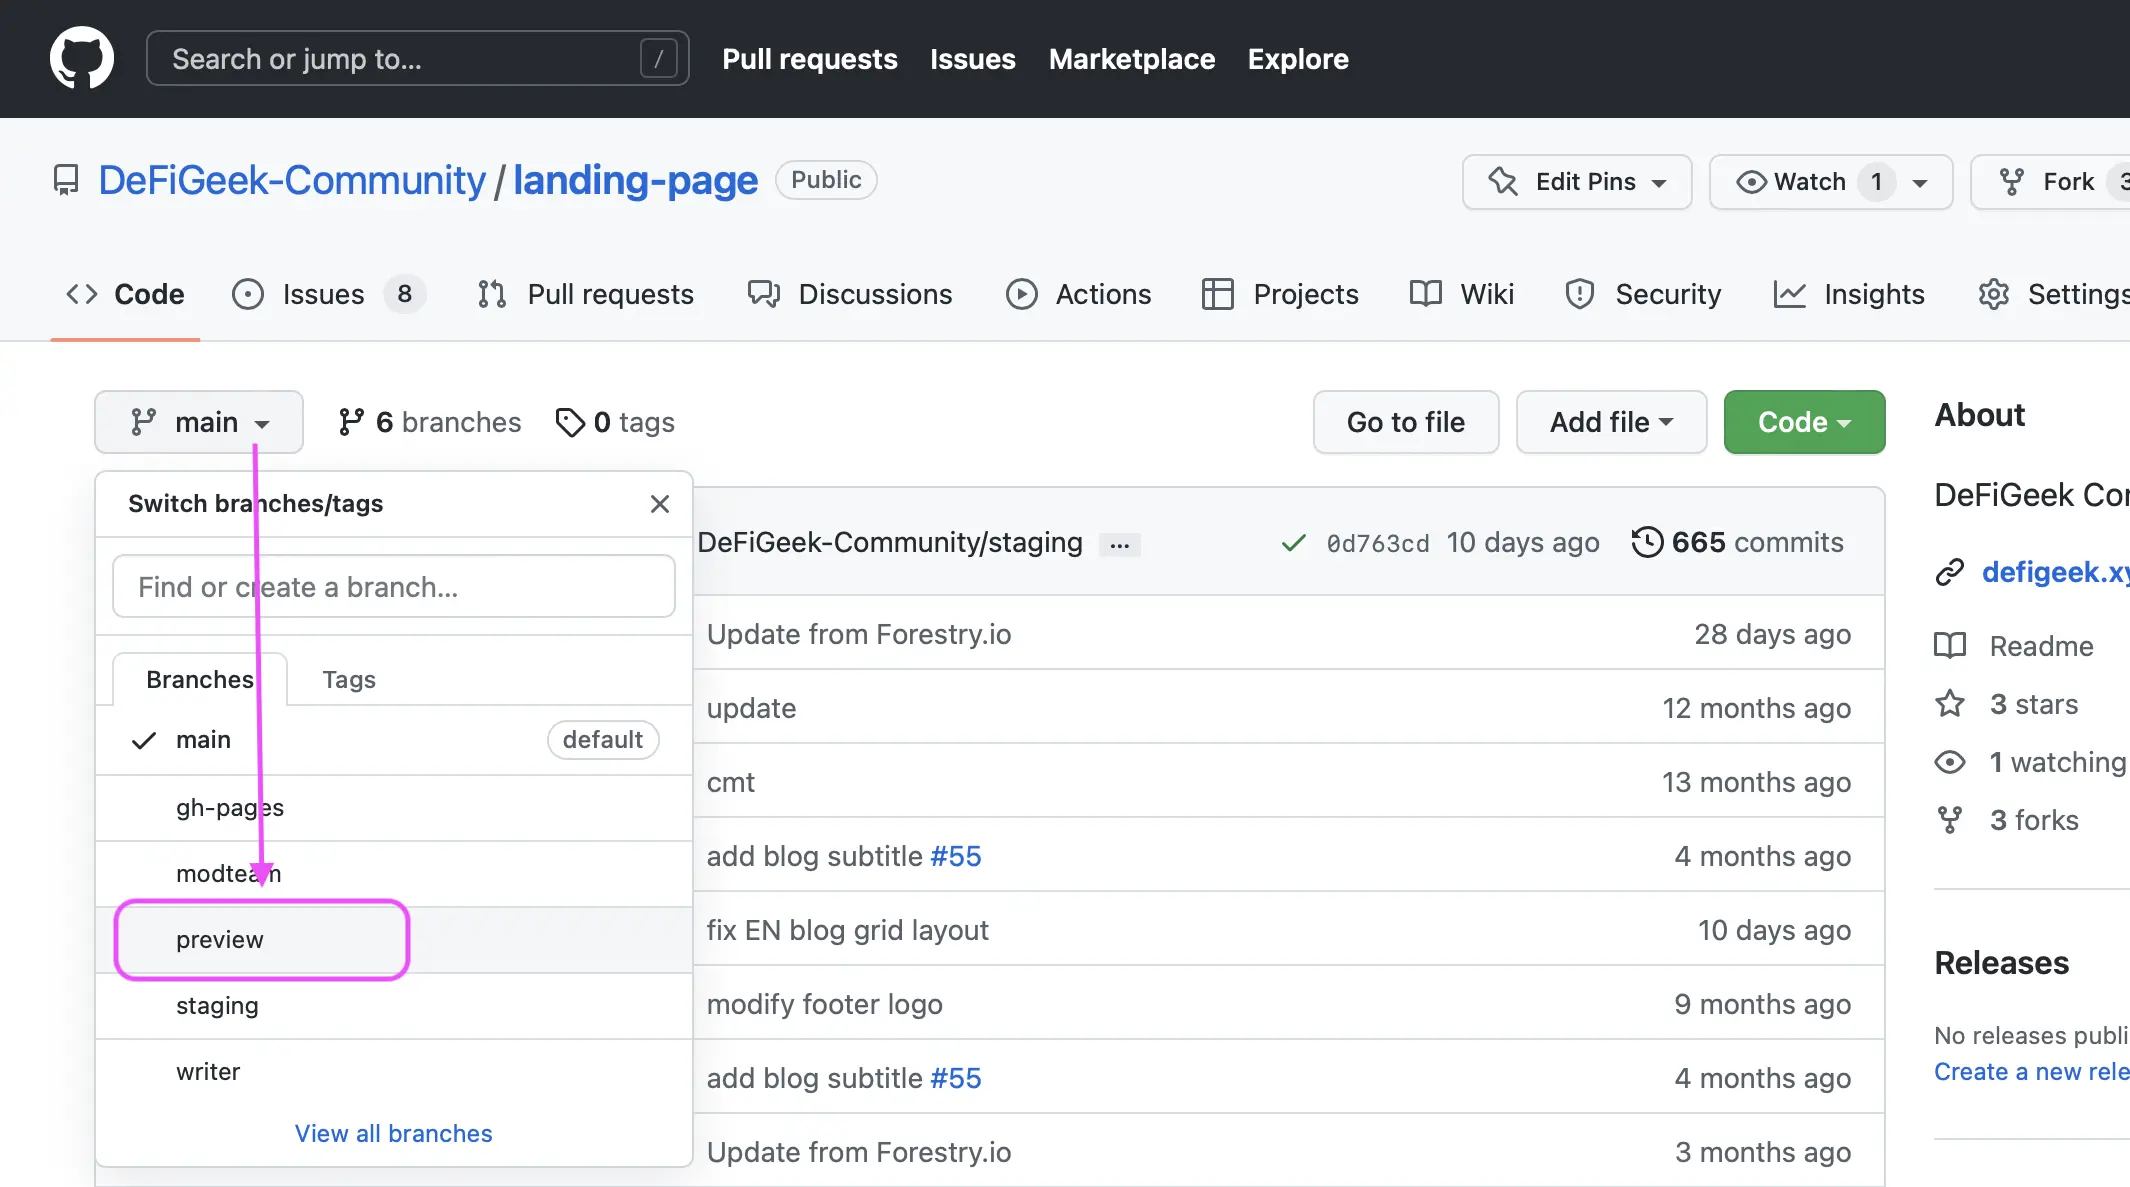 Search or jump to... / Pull requests Issues Marketplace Explore
DeFiGeek-Community / landing-page Public Edit Pins Watch 1 Fork
Code Issues 8 Pull requests Discussions Actions Projects Wiki Security Insights Settings
main 6 branches 0 tags Go to file Add file Code About
Switch branches/tags
DeFiGeek
DeFiGeek-Community/staging ... 0d763cd 10 days ago 665 commits
Find or create a branch...
defigeek.xy
Update from Forestry.io 28 days ago
Readme
Branches Tags
update 12 months ago
3 stars
main default
1 watching
cmt 13 months ago
gh-pages
3 forks
add blog subtitle #55 4 months ago
modteam
fix EN blog grid layout 10 days ago
preview
Releases
staging
modify footer logo 9 months ago
No releases publi
writer
add blog subtitle #55 4 months ago
Create a new rele
View all branches
Update from Forestry.io 3 months ago